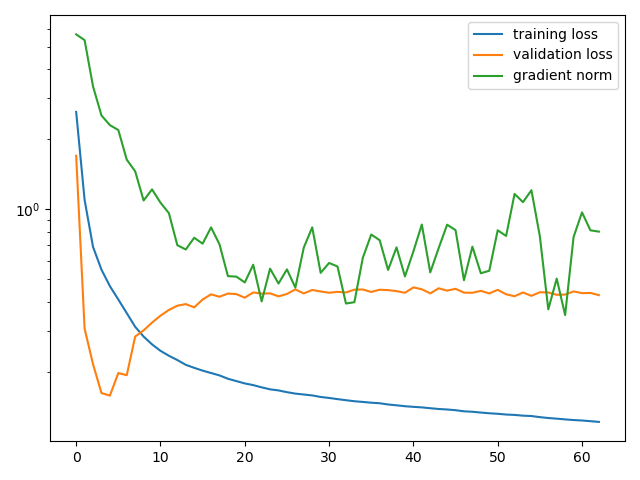 training loss
validation loss
gradient norm
10⁰
0 10 20 30 40 50 60